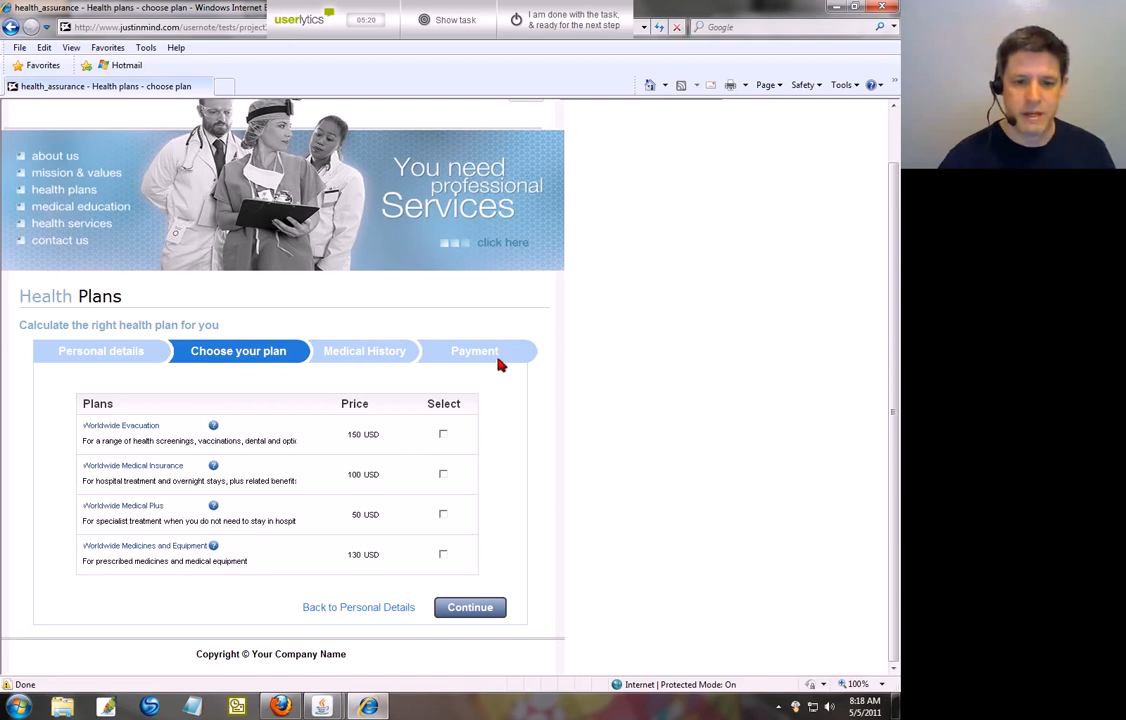 health_assurance - Health plans - choose plan - Windows Internet E
userlytics
05:20
Show task
I am done with the task,
& ready for the next step
http://www.justinmind.com/usernote/tests/project
Google
File Edit View Favorites Tools Help
Favorites Hotmail
health_assurance - Health plans - choose plan
Page Safety Tools
about us
mission & values
health plans
medical education
health services
contact us
You need
professional
Services
click here
Health Plans
Calculate the right health plan for you
Personal details Choose your plan Medical History Payment
Plans Price Select
Worldwide Evacuation
For a range of health screenings, vaccinations, dental and optic
150 USD
Worldwide Medical Insurance
For hospital treatment and overnight stays, plus related benefits
100 USD
Worldwide Medical Plus
For specialist treatment when you do not need to stay in hospit
50 USD
Worldwide Medicines and Equipment
For prescribed medicines and medical equipment
130 USD
Back to Personal Details Continue
Copyright © Your Company Name
Done
Internet | Protected Mode: On
100%
8:18 AM
5/5/2011